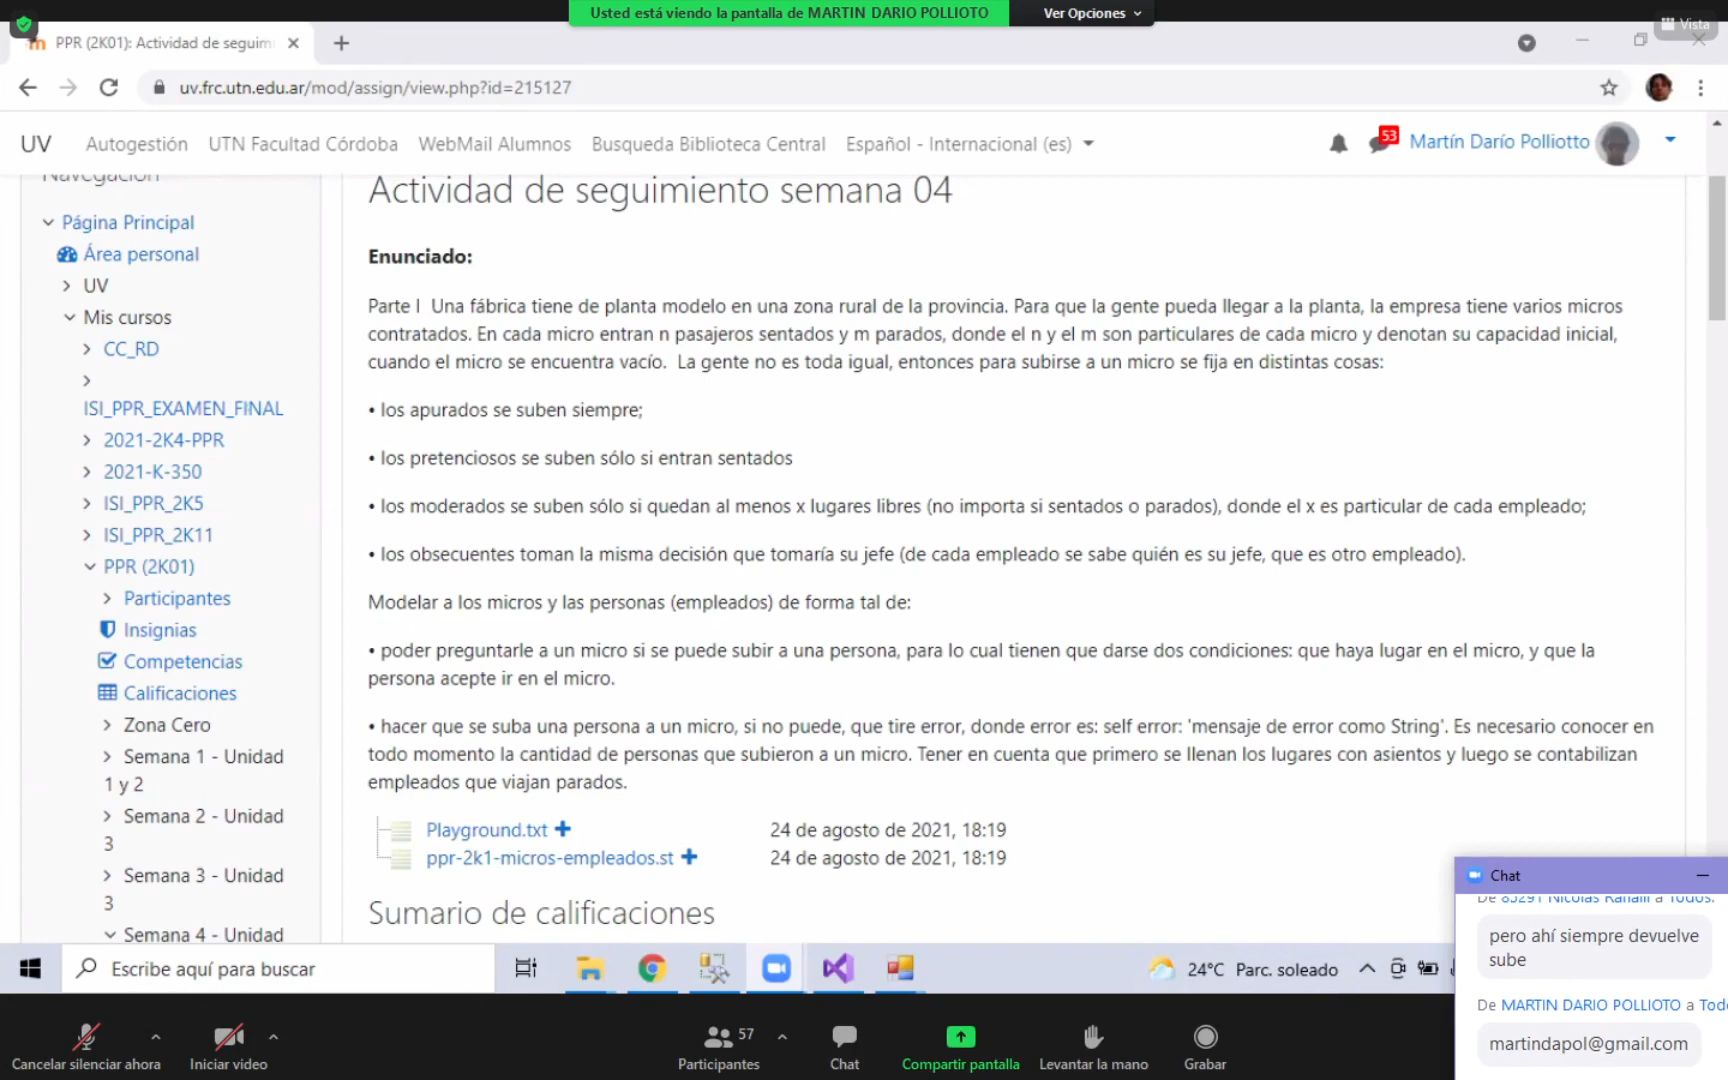 Usted está viendo la pantalla de MARTIN DARIO POLLIOTO
Ver Opciones
Vista
PPR (2K01): Actividad de seguim
uv.frc.utn.edu.ar/mod/assign/view.php?id=215127
UV Autogestión UTN Facultad Córdoba WebMail Alumnos Busqueda Biblioteca Central Español - Internacional (es) 53 Martín Darío Polliotto
Navegación
Página Principal
Área personal
UV
Mis cursos
CC_RD
ISI_PPR_EXAMEN_FINAL
2021-2K4-PPR
2021-K-350
ISI_PPR_2K5
ISI_PPR_2K11
PPR (2K01)
Participantes
Insignias
Competencias
Calificaciones
Zona Cero
Semana 1 - Unidad
1 y 2
Semana 2 - Unidad
3
Semana 3 - Unidad
3
Semana 4 - Unidad
Actividad de seguimiento semana 04
Enunciado:
Parte I Una fábrica tiene de planta modelo en una zona rural de la provincia. Para que la gente pueda llegar a la planta, la empresa tiene varios micros
contratados. En cada micro entran n pasajeros sentados y m parados, donde el n y el m son particulares de cada micro y denotan su capacidad inicial,
cuando el micro se encuentra vacío. La gente no es toda igual, entonces para subirse a un micro se fija en distintas cosas:
• los apurados se suben siempre;
• los pretenciosos se suben sólo si entran sentados
• los moderados se suben sólo si quedan al menos x lugares libres (no importa si sentados o parados), donde el x es particular de cada empleado;
• los obsecuentes toman la misma decisión que tomaría su jefe (de cada empleado se sabe quién es su jefe, que es otro empleado).
Modelar a los micros y las personas (empleados) de forma tal de:
• poder preguntarle a un micro si se puede subir a una persona, para lo cual tienen que darse dos condiciones: que haya lugar en el micro, y que la
persona acepte ir en el micro.
• hacer que se suba una persona a un micro, si no puede, que tire error, donde error es: self error: 'mensaje de error como String'. Es necesario conocer en
todo momento la cantidad de personas que subieron a un micro. Tener en cuenta que primero se llenan los lugares con asientos y luego se contabilizan
empleados que viajan parados.
Playground.txt 24 de agosto de 2021, 18:19
ppr-2k1-micros-empleados.st 24 de agosto de 2021, 18:19
Sumario de calificaciones
Chat
De 85291 Nicolas Ranalli a Todos:
pero ahí siempre devuelve
sube
De MARTIN DARIO POLLIOTO a Todo
martindapol@gmail.com
Escribe aquí para buscar
24°C Parc. soleado
Cancelar silenciar ahora
Iniciar video
57
Participantes
Chat
Compartir pantalla
Levantar la mano
Grabar